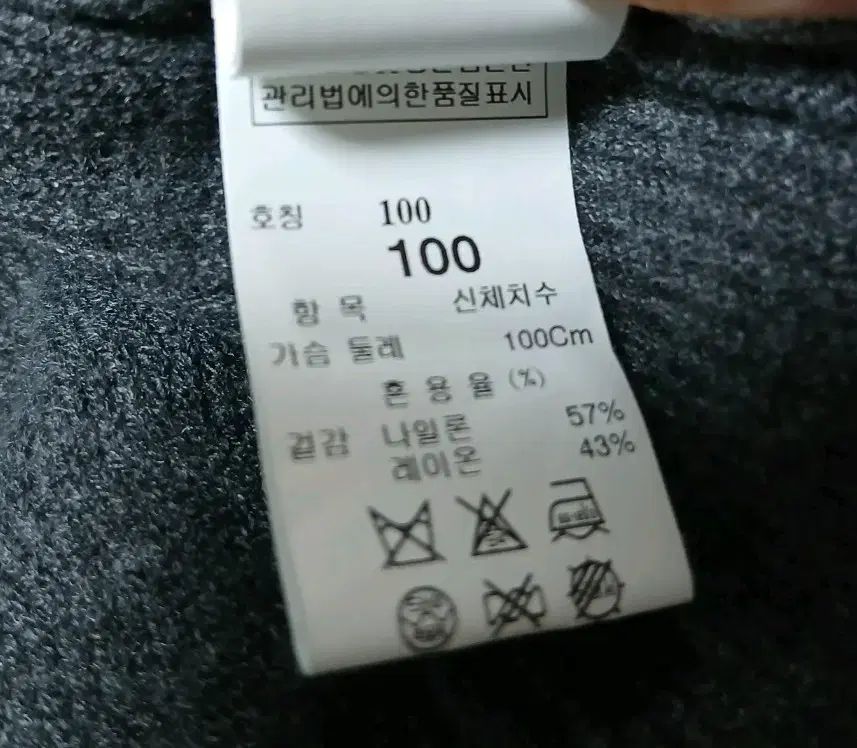 관리법에의한품질표시
호칭 100
100
항 목 신체치수
가슴 둘레 100Cm
혼 용 율 (%)
겉감 나일론 57%
레이온 43%